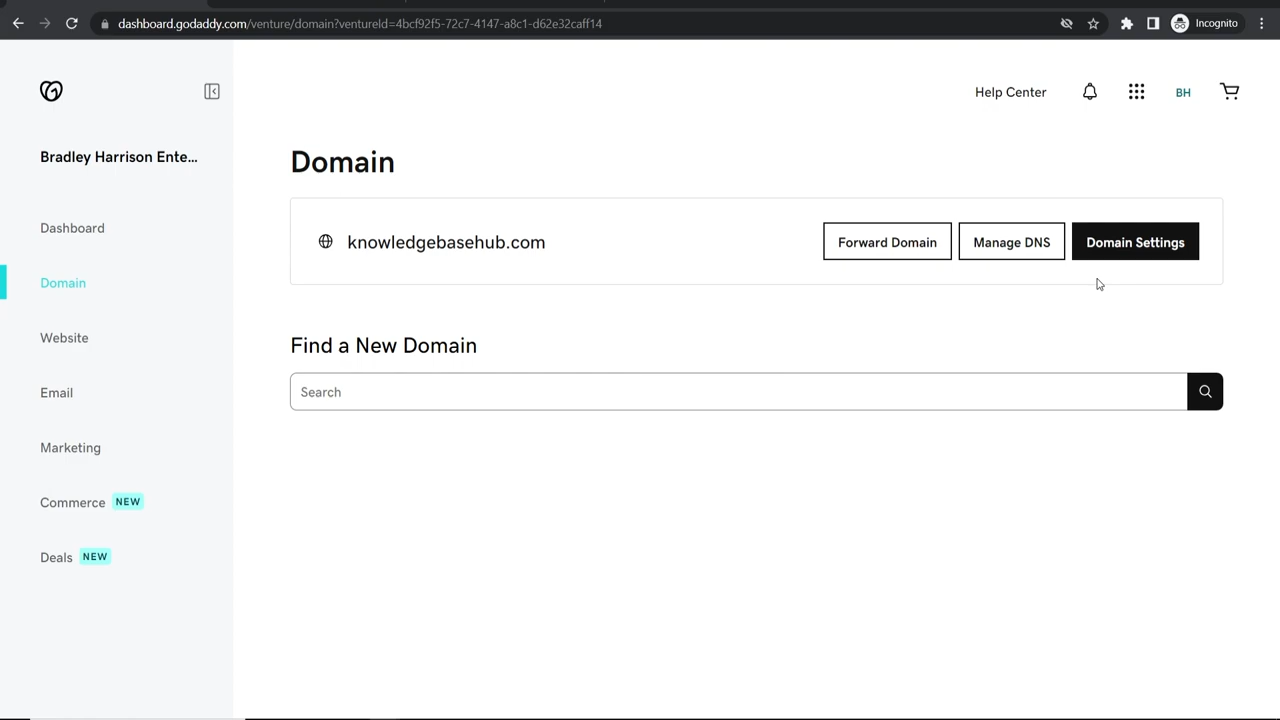 dashboard.godaddy.com/venture/domain?ventureId=4bcf92f5-72c7-4147-a8c1-d62e32caff14
Incognito
Help Center
BH
Bradley Harrison Ente...
Domain
knowledgebasehub.com
Forward Domain
Manage DNS
Domain Settings
Dashboard
Domain
Website
Email
Marketing
Commerce NEW
Deals NEW
Find a New Domain
Search